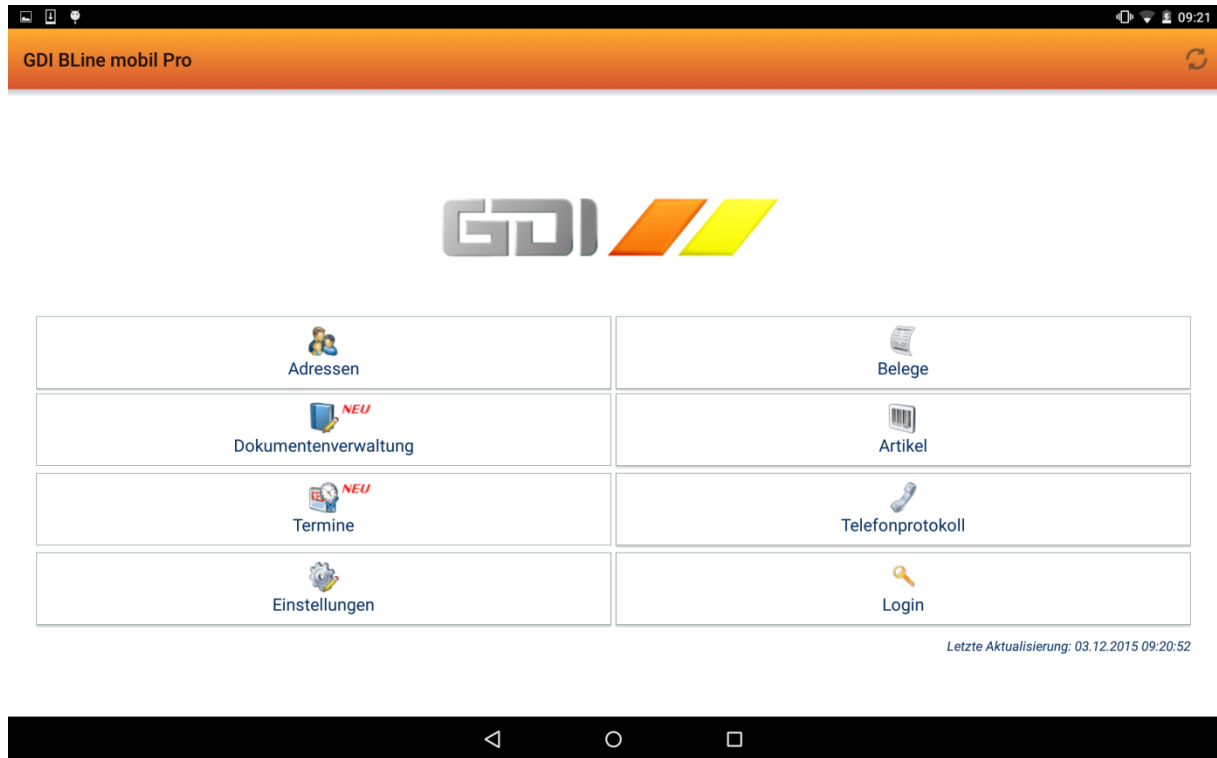 09:21
GDI BLine mobil Pro
GDI
Adressen
Belege
NEU
Dokumentenverwaltung
Artikel
NEU
Termine
Telefonprotokoll
Einstellungen
Login
Letzte Aktualisierung: 03.12.2015 09:20:52